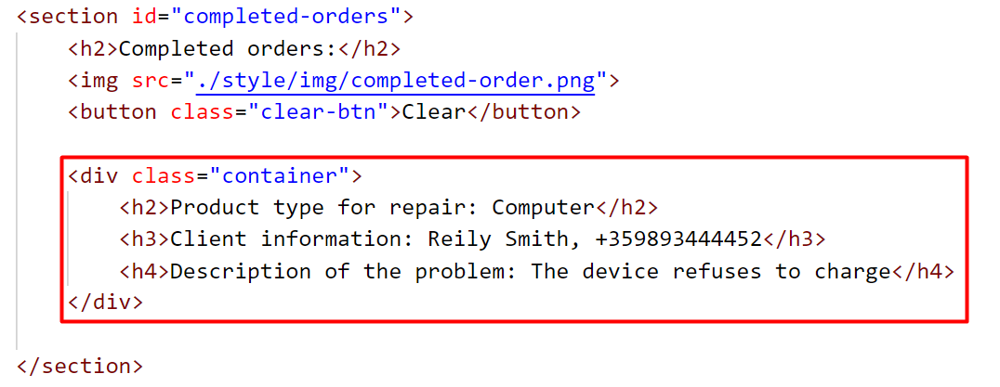 <section id="completed-orders">
<h2>Completed orders:</h2>
<img src="./style/img/completed-order.png">
<button class="clear-btn">Clear</button>
<div class="container">
<h2>Product type for repair: Computer</h2>
<h3>Client information: Reily Smith, +359893444452</h3>
<h4>Description of the problem: The device refuses to charge</h4>
</div>
</section>